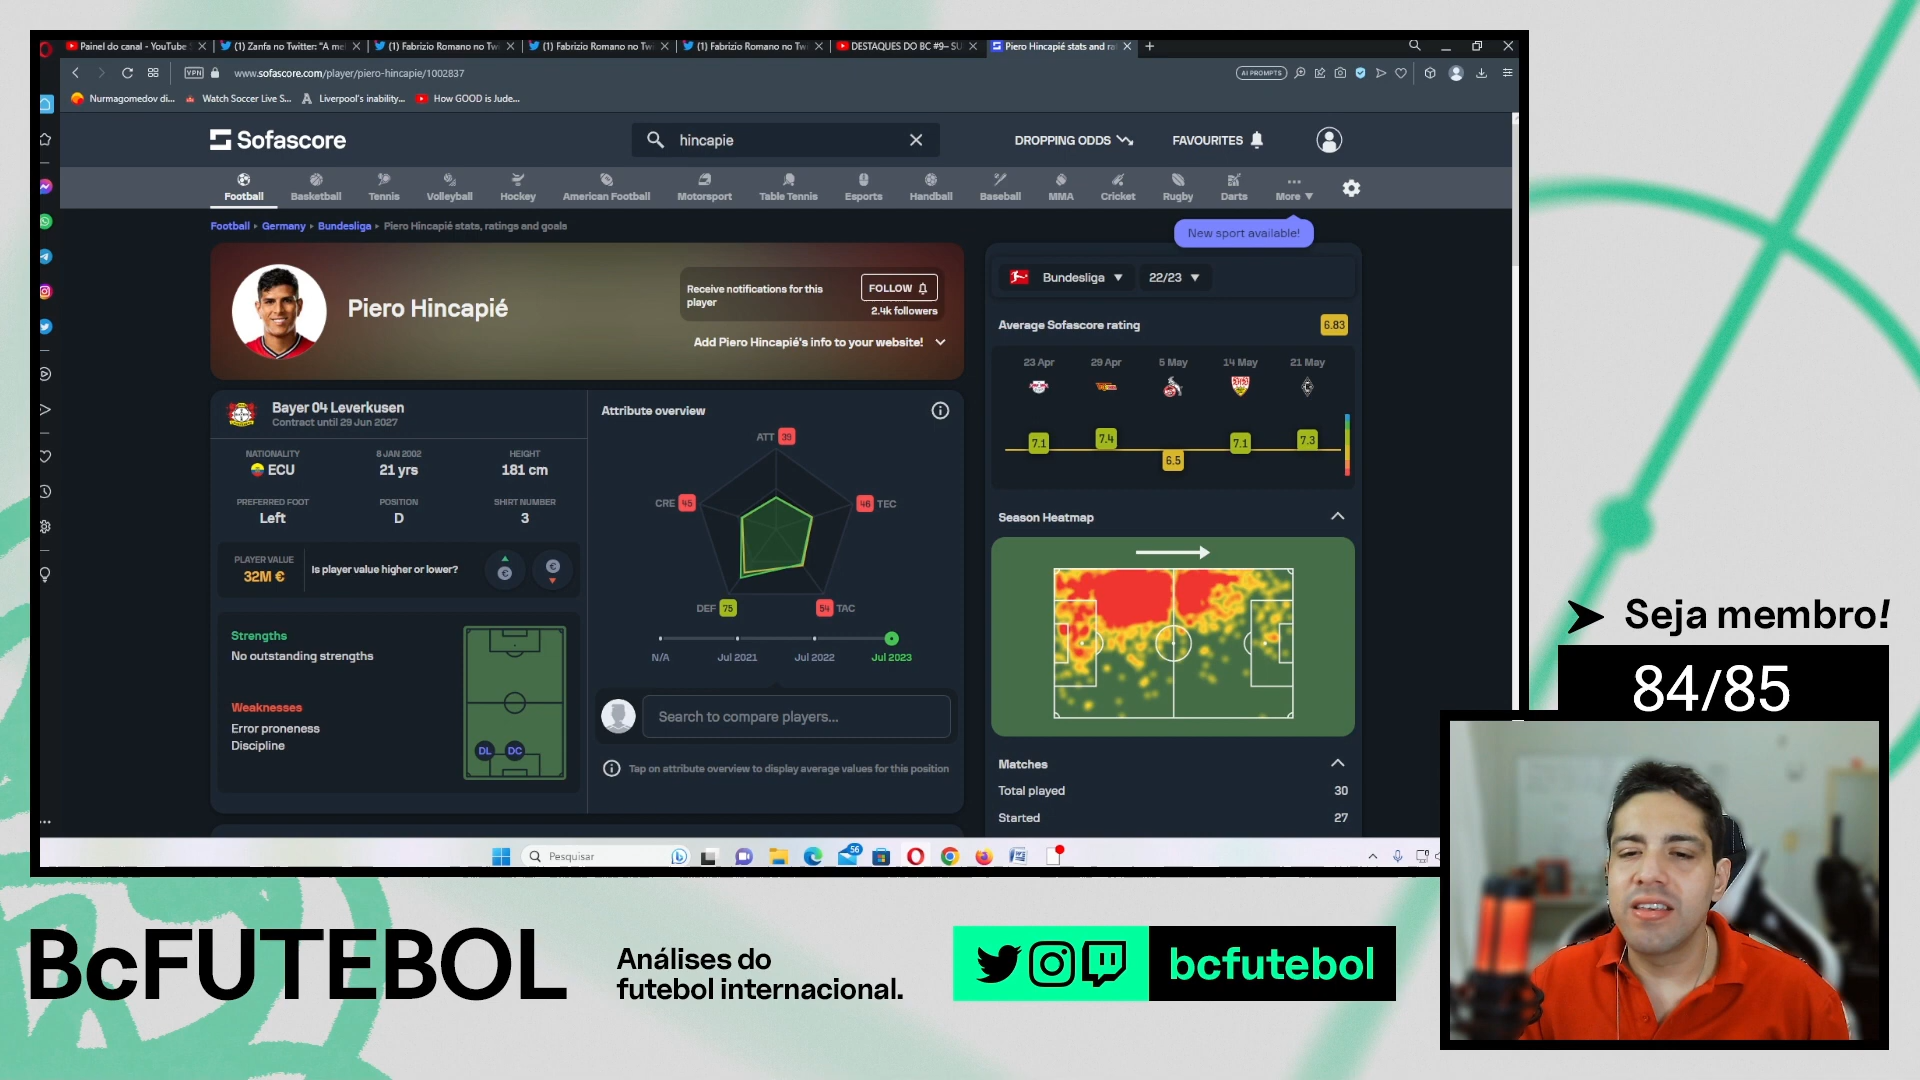 Painel do canal - YouTube
(1) Zanfa no Twitter: "A me
(1) Fabrizio Romano no Tw
(1) Fabrizio Romano no Tw
(1) Fabrizio Romano no Tw
DESTAQUES DO BC #9– SU
Piero Hincapié stats and ra
VPN
www.sofascore.com/player/piero-hincapie/1002837
AI PROMPTS
Nurmagomedov di...
Watch Soccer Live S...
Liverpool's inability...
How GOOD is Jude...
Sofascore
hincapie
DROPPING ODDS
FAVOURITES
Football
Basketball
Tennis
Volleyball
Hockey
American Football
Motorsport
Table Tennis
Esports
Handball
Baseball
MMA
Cricket
Rugby
Darts
More
Football
Germany
Bundesliga
Piero Hincapié stats, ratings and goals
New sport available!
Piero Hincapié
Receive notifications for this
player
FOLLOW
2.4k followers
Add Piero Hincapié's info to your website!
Bayer 04 Leverkusen
Contract until 29 Jun 2027
NATIONALITY
ECU
8 JAN 2002
21 yrs
HEIGHT
181 cm
PREFERRED FOOT
Left
POSITION
D
SHIRT NUMBER
3
PLAYER VALUE
32M €
Is player value higher or lower?
Strengths
No outstanding strengths
Weaknesses
Error proneness
Discipline
DL
DC
Attribute overview
ATT 39
CRE 45
46 TEC
DEF 75
54 TAC
N/A
Jul 2021
Jul 2022
Jul 2023
Search to compare players...
Tap on attribute overview to display average values for this position
Bundesliga
22/23
Average Sofascore rating
6.83
23 Apr
29 Apr
5 May
14 May
21 May
7.1
7.4
6.5
7.1
7.3
Season Heatmap
Matches
Total played
30
Started
27
Pesquisar
56
Seja membro!
84/85
BcFUTEBOL
Análises do
futebol internacional.
bcfutebol